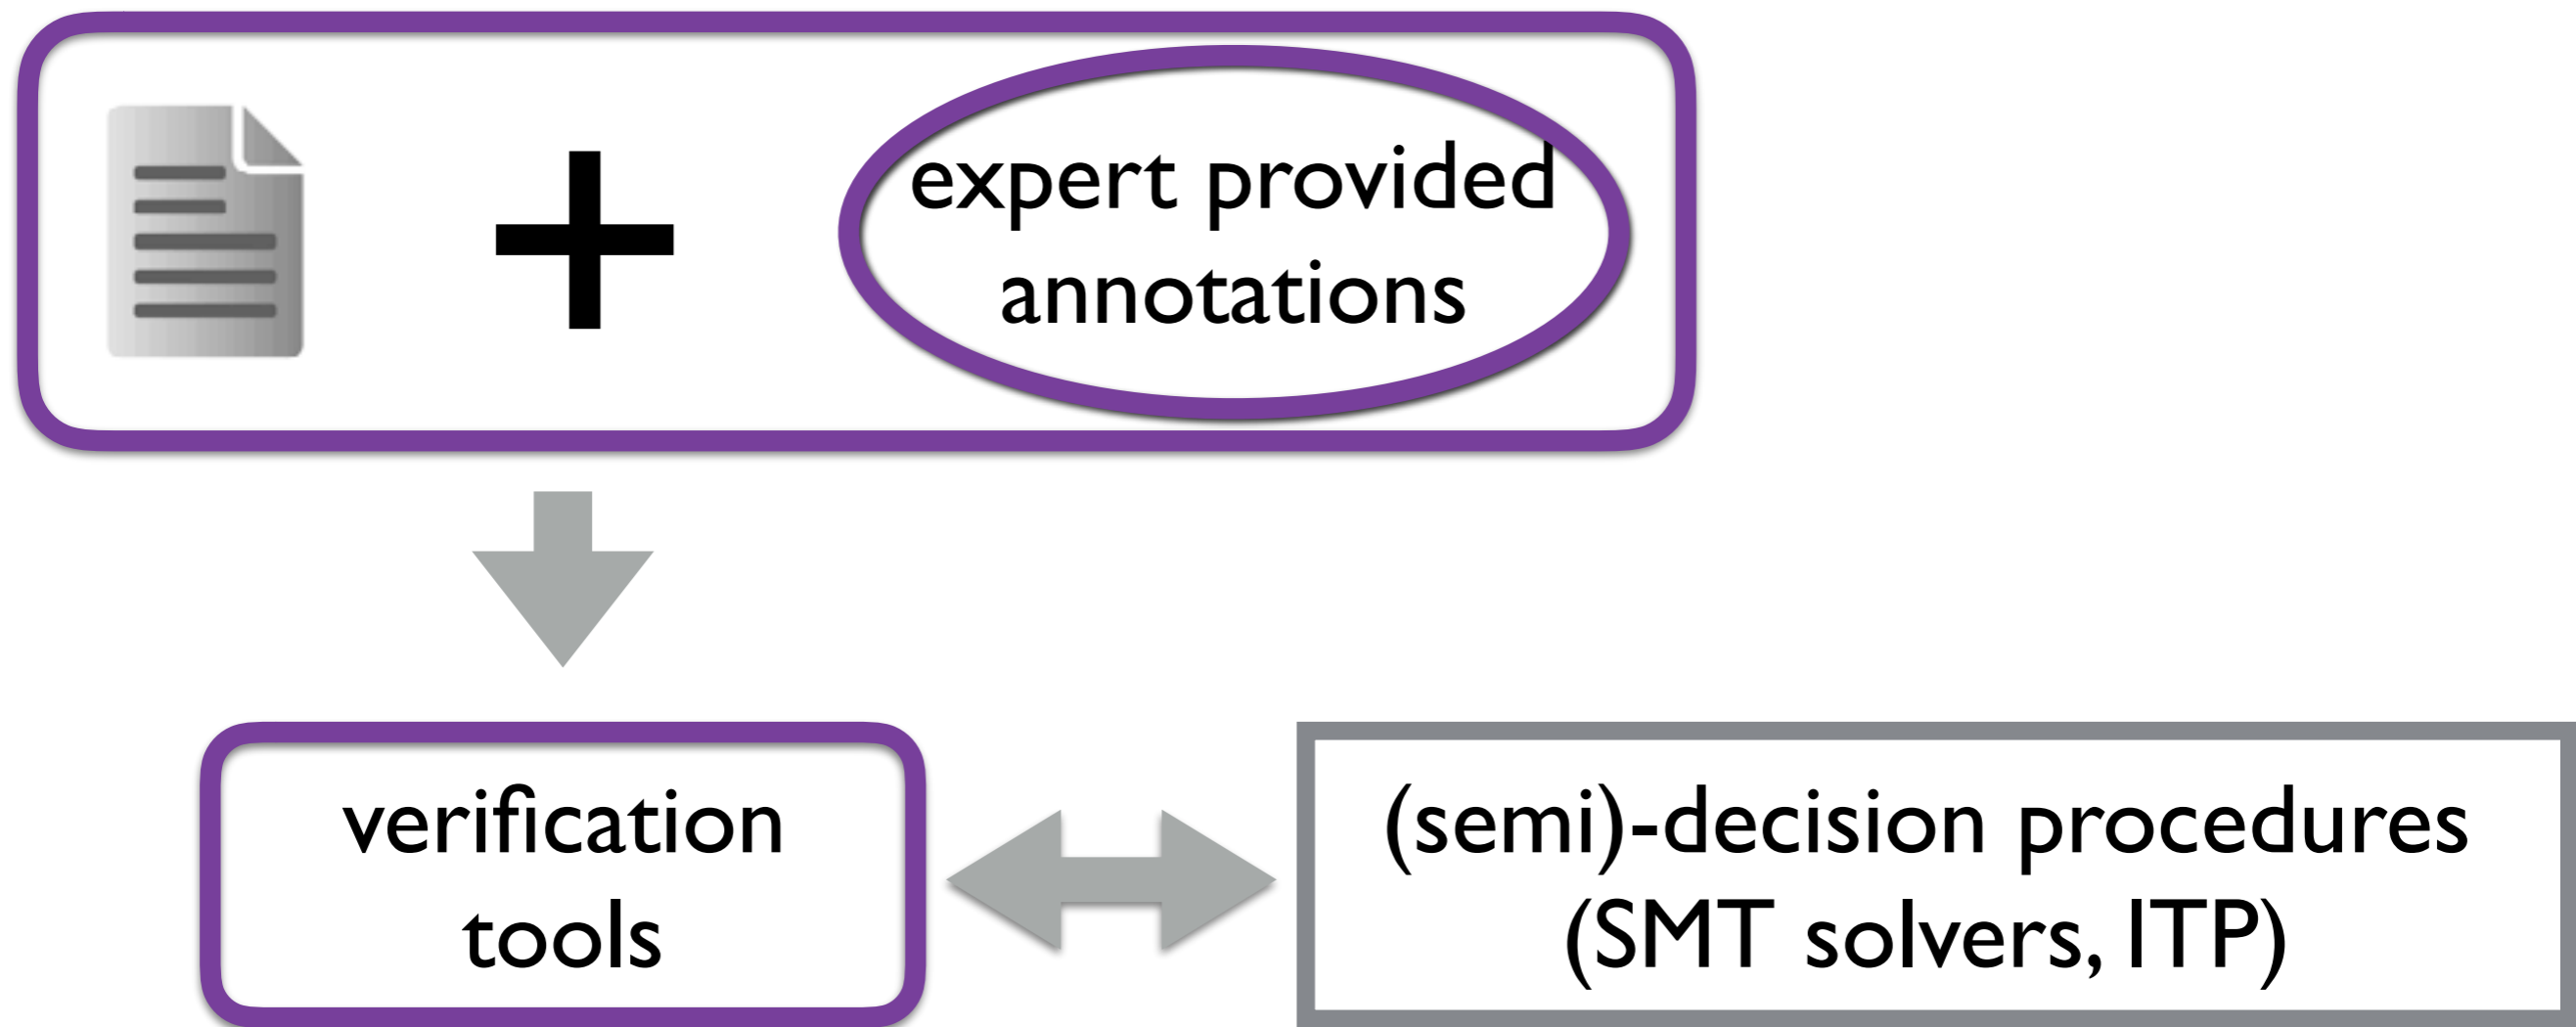 expert provided
annotations
verification
tools
(semi)-decision procedures
(SMT solvers, ITP)